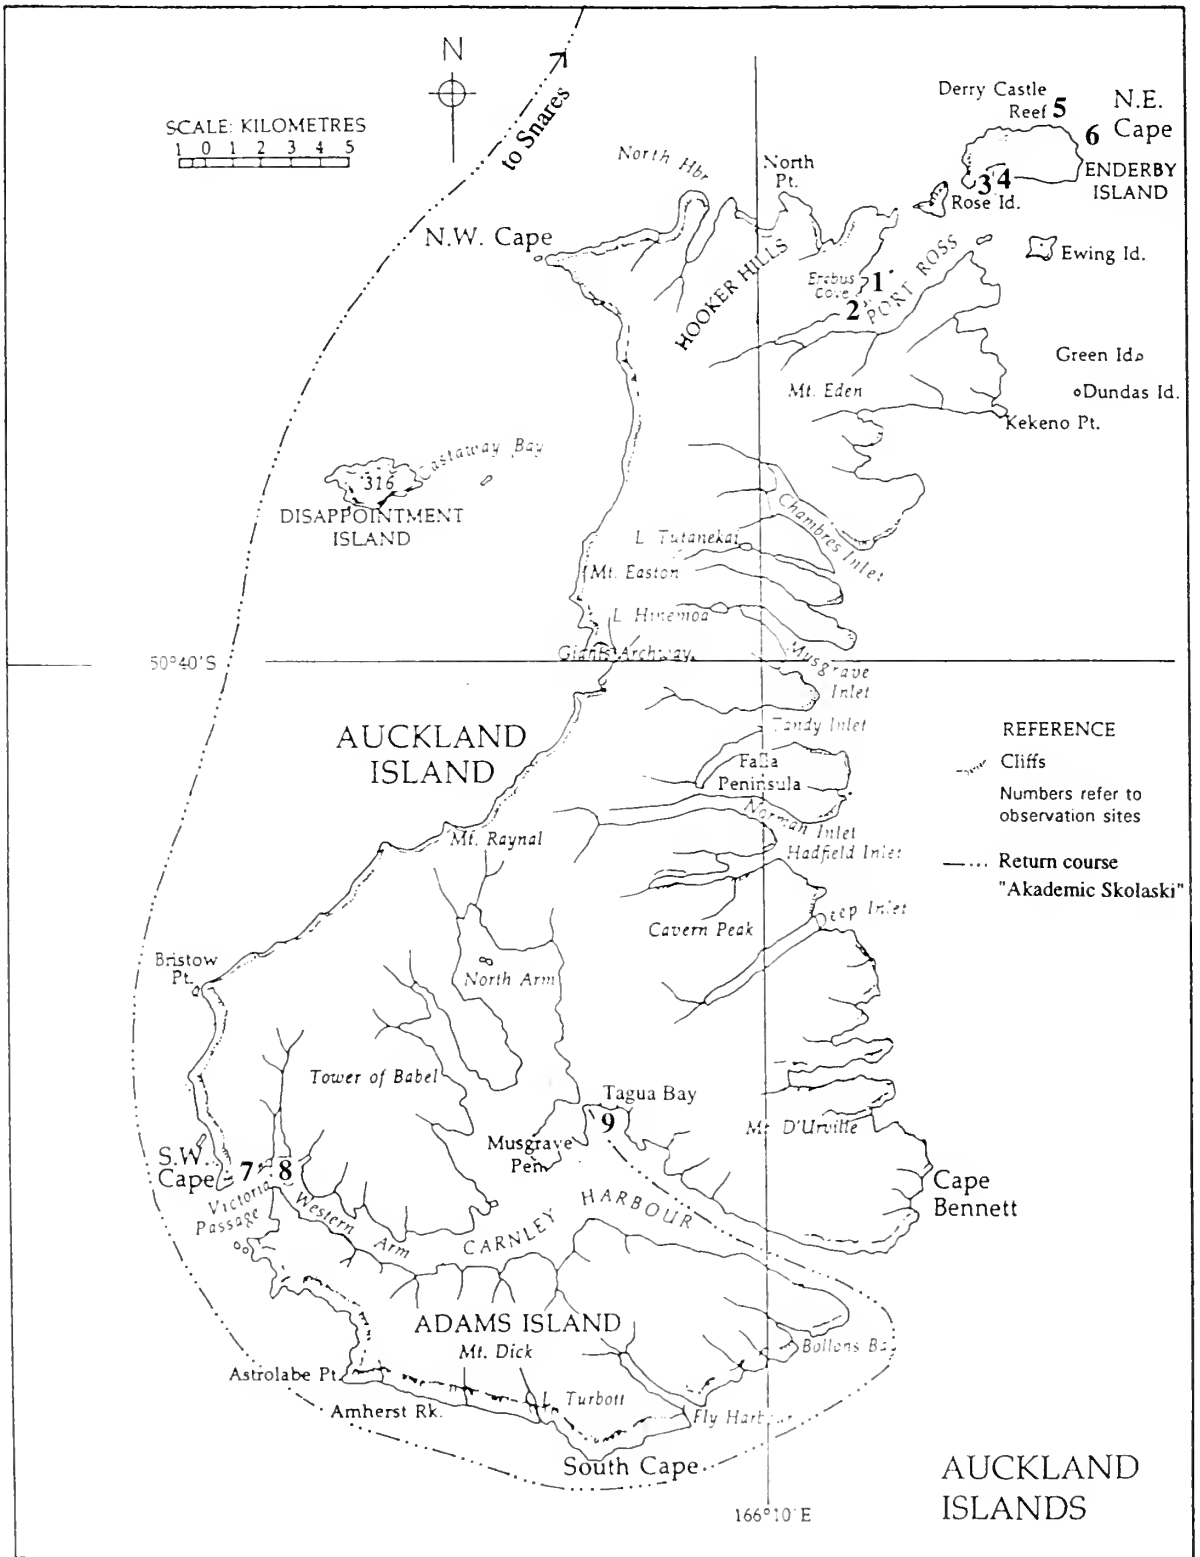 N
to Snares
SCALE: KILOMETRES
1 0 1 2 3 4 5
Derry Castle
Reef 5
N.E.
Cape
6
ENDERBY
ISLAND
3 4
Rose Id.
North Hbr
North
Pt.
N.W. Cape
HOOKER HILLS
Erebus
Cove
1
2
PORT ROSS
Ewing Id.
Green Id.
Dundas Id.
Mt. Eden
Kekeno Pt.
Castaway Bay
316
DISAPPOINTMENT
ISLAND
Chambres Inlet
L. Tutanekai
Mt. Easton
L. Hinemoa
Giants Archway
50°40'S
Musgrave
Inlet
Tandy Inlet
AUCKLAND
ISLAND
Falla
Peninsula
Norman Inlet
Hadfield Inlet
REFERENCE
Cliffs
Numbers refer to
observation sites
Return course
"Akademic Skolaski"
Mt. Raynal
Cavern Peak
Deep Inlet
Bristow
Pt.
North Arm
Tower of Babel
Tagua Bay
9
Musgrave
Pen.
Mt D'Urville
S.W.
Cape
7
8
Victoria
Passage
Western
Arm
CARNLEY HARBOUR
Cape
Bennett
ADAMS ISLAND
Mt. Dick
Bollons Ba
Astrolabe Pt.
Amherst Rk.
L. Turbott
Fly Harbour
South Cape
166°10'E
AUCKLAND
ISLANDS